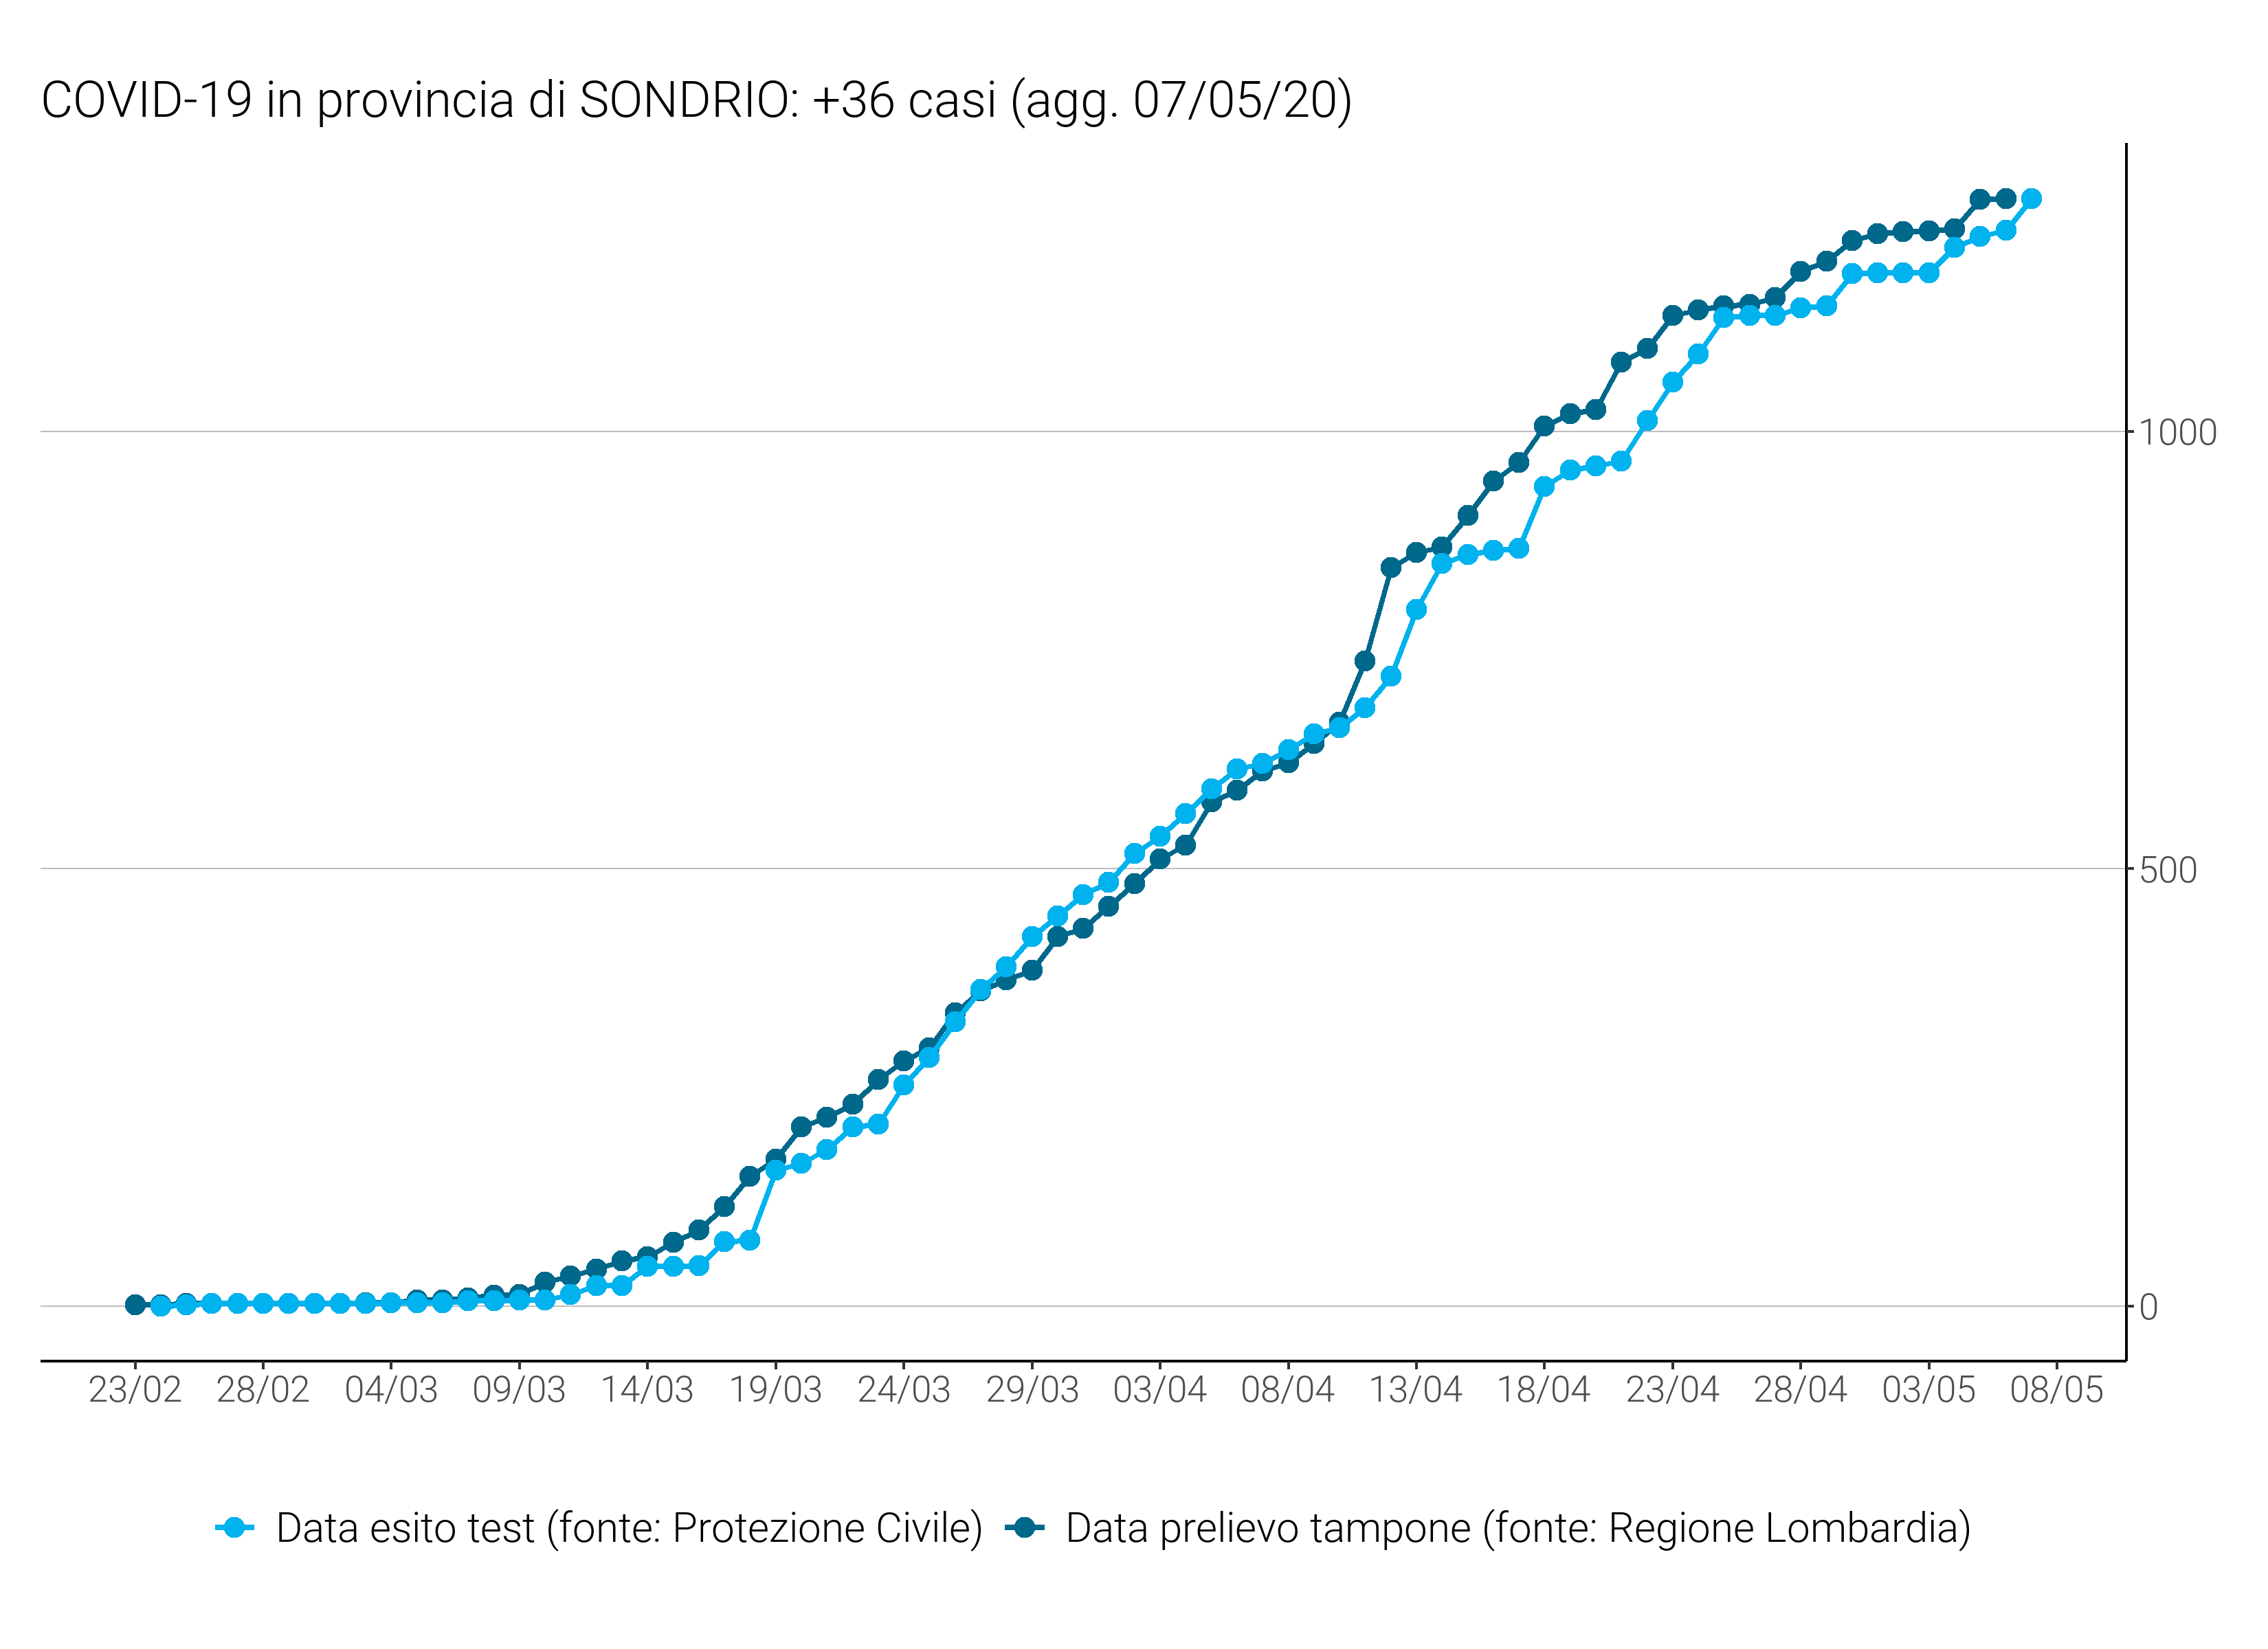 COVID-19 in provincia di SONDRIO: +36 casi (agg. 07/05/20)
1000
500
0
23/02 28/02 04/03 09/03 14/03 19/03 24/03 29/03 03/04 08/04 13/04 18/04 23/04 28/04 03/05 08/05
Data esito test (fonte: Protezione Civile) Data prelievo tampone (fonte: Regione Lombardia)